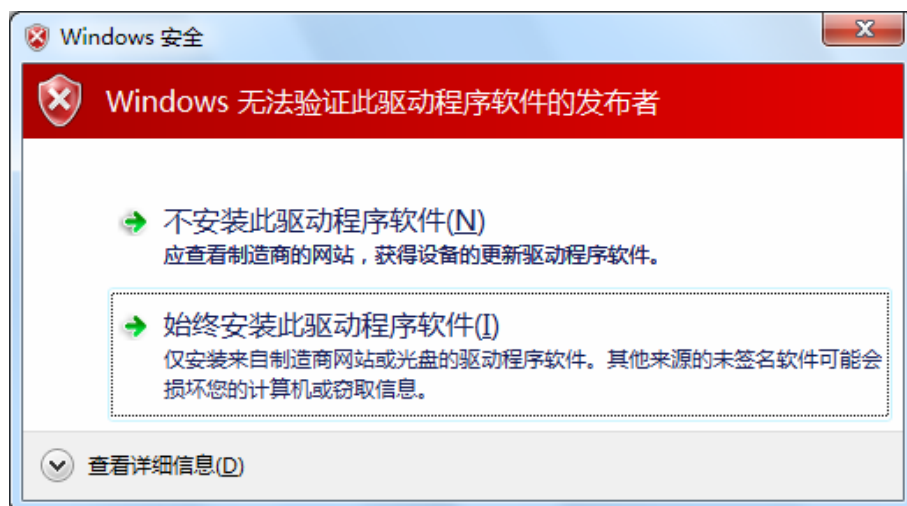 Windows 安全
Windows 无法验证此驱动程序软件的发布者
不安装此驱动程序软件(N)
应查看制造商的网站，获得设备的更新驱动程序软件。
始终安装此驱动程序软件(I)
仅安装来自制造商网站或光盘的驱动程序软件。其他来源的未签名软件可能会
损坏您的计算机或窃取信息。
查看详细信息(D)